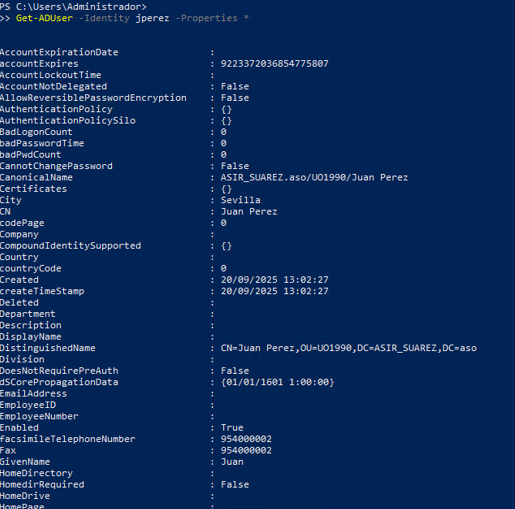 PS C:\Users\Administrador>
>> Get-ADUser -Identity jperez -Properties *
AccountExpirationDate :
accountExpires : 9223372036854775807
AccountLockoutTime :
AccountNotDelegated : False
AllowReversiblePasswordEncryption : False
AuthenticationPolicy : {}
AuthenticationPolicySilo : {}
BadLogonCount : 0
badPasswordTime : 0
badPwdCount : 0
CannotChangePassword : False
CanonicalName : ASIR_SUAREZ.aso/UO1990/Juan Perez
Certificates : {}
City : Sevilla
CN : Juan Perez
codePage : 0
Company :
CompoundIdentitySupported : {}
Country :
countryCode : 0
Created : 20/09/2025 13:02:27
createTimeStamp : 20/09/2025 13:02:27
Deleted :
Department :
Description :
DisplayName :
DistinguishedName : CN=Juan Perez,OU=UO1990,DC=ASIR_SUAREZ,DC=aso
Division :
DoesNotRequirePreAuth : False
dSCorePropagationData : {01/01/1601 1:00:00}
EmailAddress :
EmployeeID :
EmployeeNumber :
Enabled : True
facsimileTelephoneNumber : 954000002
Fax : 954000002
GivenName : Juan
HomeDirectory :
HomedirRequired : False
HomeDrive :
HomePage :